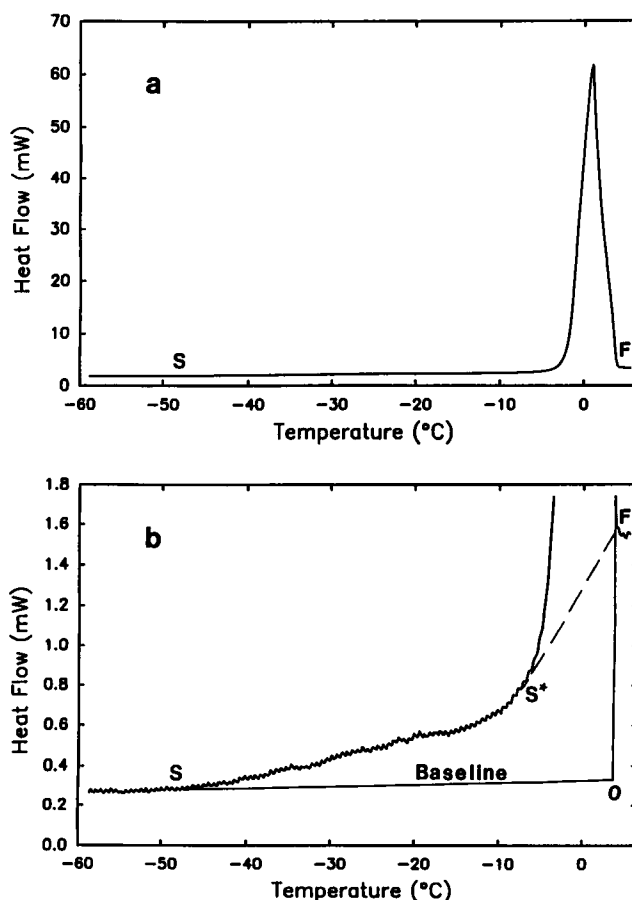 70
60
50
40
30
20
10
0
Heat Flow (mW)
a
S
F
−60 −50 −40 −30 −20 −10 0
Temperature (°C)
1.8
1.6
1.4
1.2
1.0
0.8
0.6
0.4
0.2
0.0
Heat Flow (mW)
b
F
S*
S
Baseline
O
−60 −50 −40 −30 −20 −10 0
Temperature (°C)